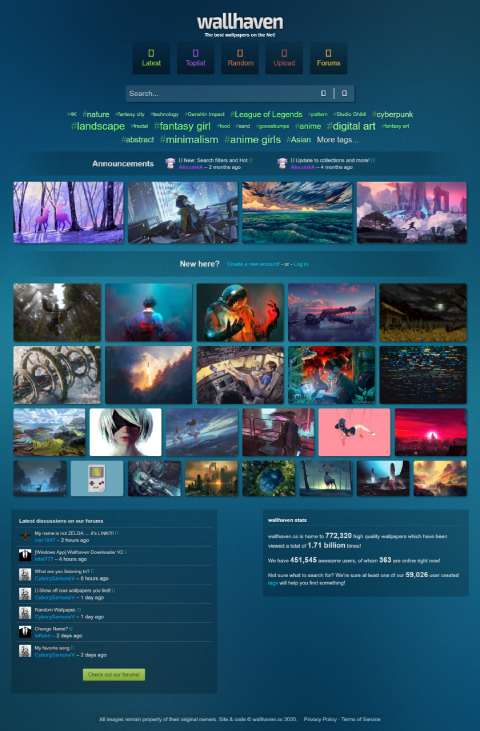 wallhaven
The best wallpapers on the Net!
Latest
Toplist
Random
Upload
Forums
Search...
#4K #nature #fantasy city #technology #Genshin Impact #League of Legends #pattern #Studio Ghibli #cyberpunk
#landscape #fractal #fantasy girl #food #sand #goosebumps #anime #digital art #fantasy art
#abstract #minimalism #anime girls #Asian More tags...
Announcements
New: Search filters and Hot
AksumkA – 2 months ago
Update to collections and more!
AksumkA – 4 months ago
New here? Create a new account! - or - Log in
Latest discussions on our forums
My name is not ZELDA .... it's LINK!!!!
– 2 hours ago
[Windows App] Wallhaven Downloader V2
– 4 hours ago
What are you listening to?
CyborgSamuraiV – 6 hours ago
Show off cool wallpapers you find!
CyborgSamuraiV – 1 day ago
Random Wallpaper.
CyborgSamuraiV – 1 day ago
Change Name?
– 2 days ago
My favorite song
CyborgSamuraiV – 2 days ago
Check out our forums!
wallhaven stats
wallhaven.cc is home to 772,320 high quality wallpapers which have been
viewed a total of 1.71 billion times!
We have 451,545 awesome users, of whom 363 are online right now!
Not sure what to search for? We're sure at least one of our 59,026 user created
tags will help you find something!
All images remain property of their original owners. Site & code © wallhaven.cc 2020. Privacy Policy - Terms of Service